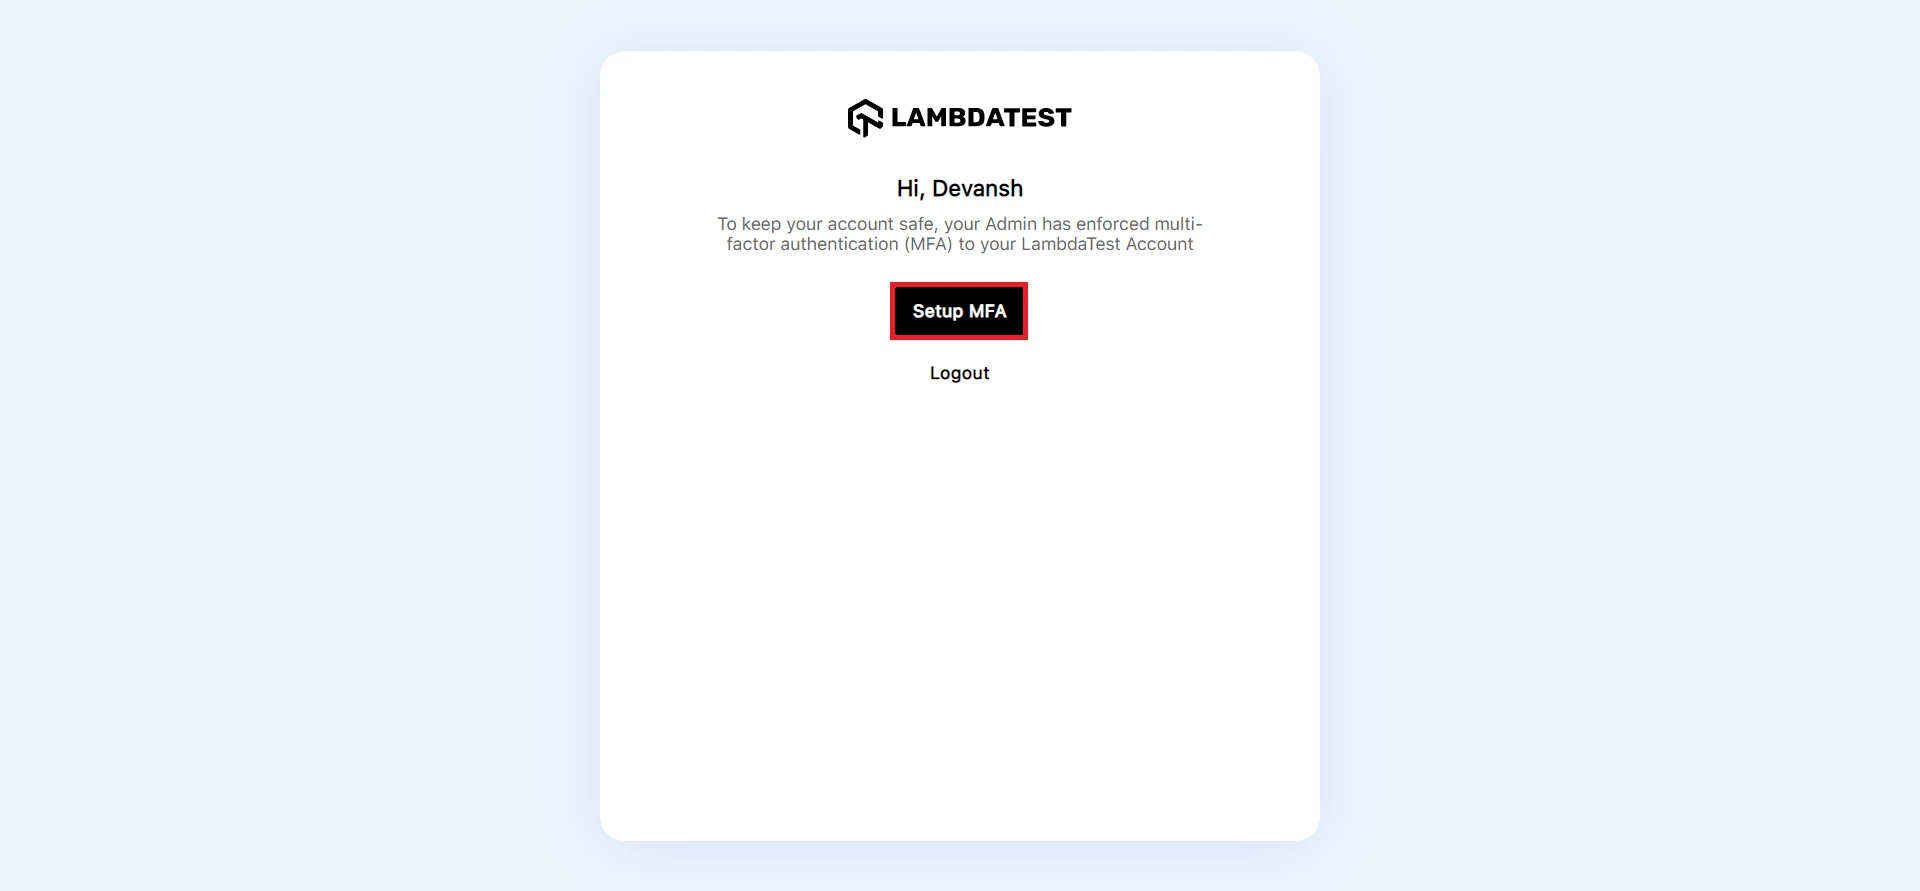 LAMBDATEST
Hi, Devansh
To keep your account safe, your Admin has enforced multi-
factor authentication (MFA) to your LambdaTest Account
Setup MFA
Logout